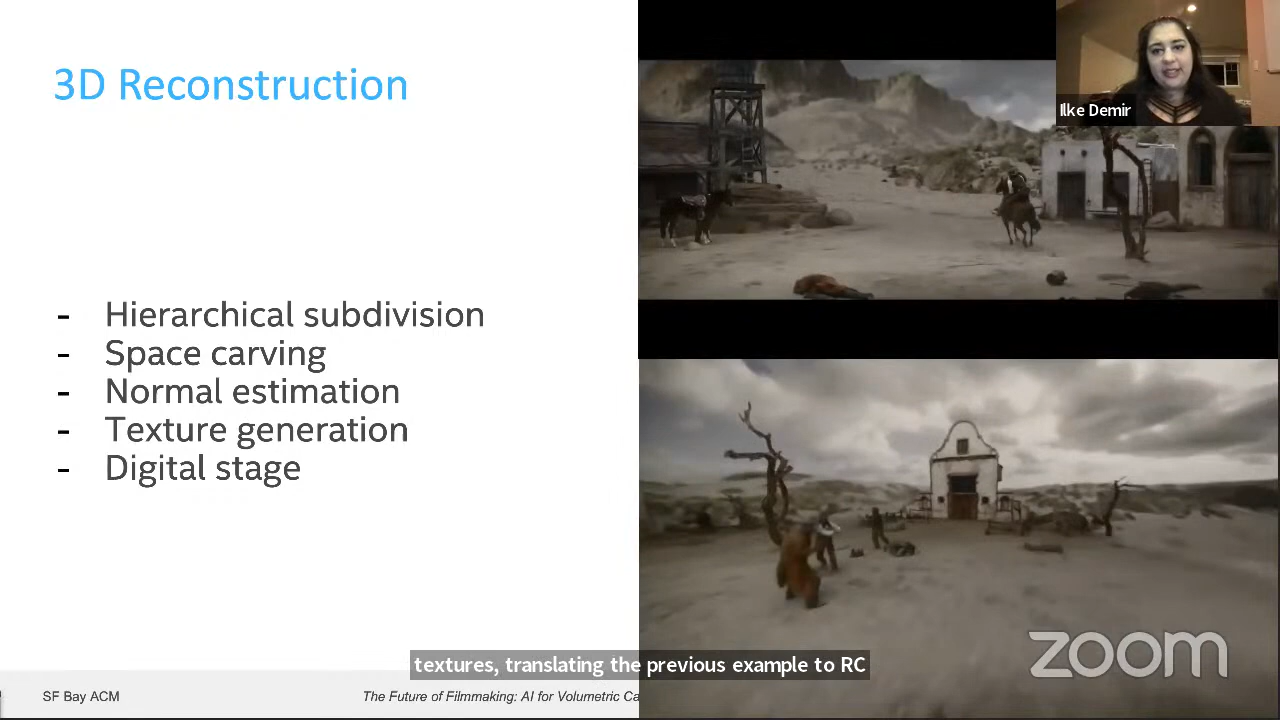 3D Reconstruction
Ilke Demir
- Hierarchical subdivision
- Space carving
- Normal estimation
- Texture generation
- Digital stage
zoom
textures, translating the previous example to RC
SF Bay ACM
The Future of Filmmaking: AI for Volumetric Ca